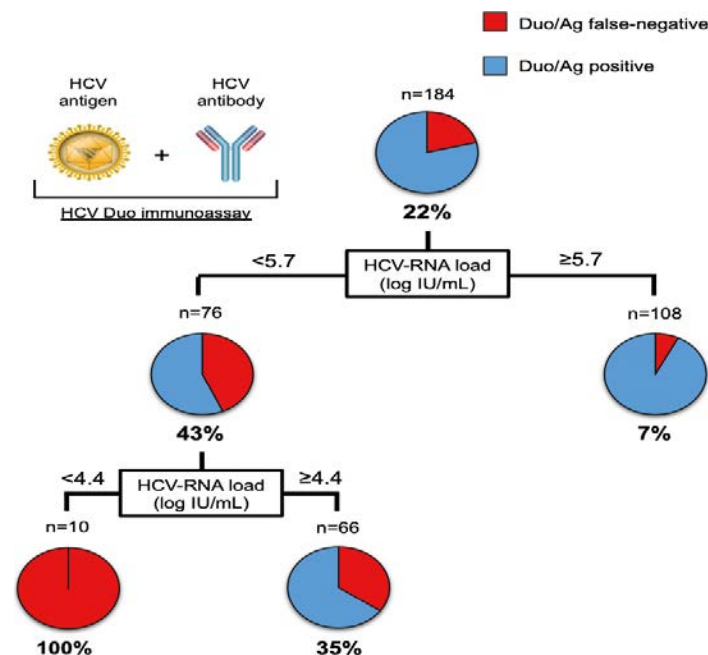 Duo/Ag false-negative
Duo/Ag positive
HCV
antigen
HCV
antibody
+
HCV Duo immunoassay
n=184
22%
HCV-RNA load
(log IU/mL)
<5.7
≥5.7
n=76
43%
n=108
7%
HCV-RNA load
(log IU/mL)
<4.4
≥4.4
n=10
100%
n=66
35%